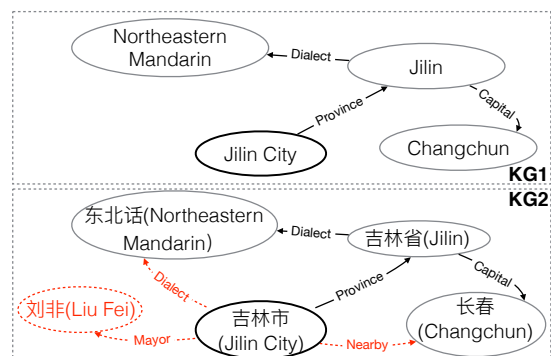 Northeastern
Mandarin
Dialect
Jilin
Province
Capital
Jilin City
Changchun
KG1
KG2
东北话(Northeastern
Mandarin)
Dialect
吉林省(Jilin)
Dialect
Province
Capital
刘非(Liu Fei)
吉林市
(Jilin City)
长春
(Changchun)
Mayor
Nearby